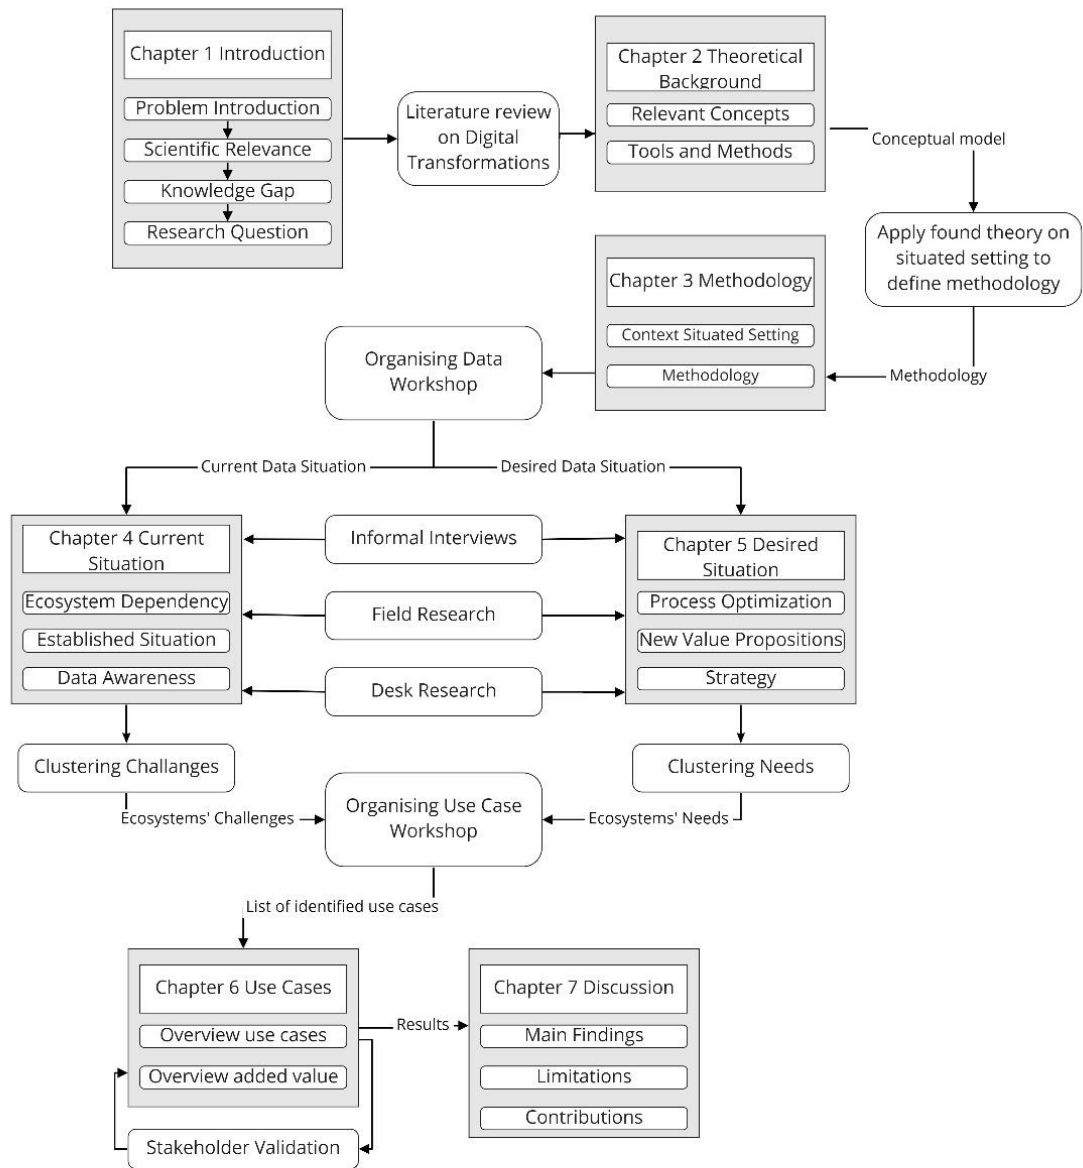 Chapter 1 Introduction
Problem Introduction
Scientific Relevance
Knowledge Gap
Research Question
Literature review
on Digital
Transformations
Chapter 2 Theoretical
Background
Relevant Concepts
Tools and Methods
Conceptual model
Apply found theory on
situated setting to
define methodology
Methodology
Chapter 3 Methodology
Context Situated Setting
Methodology
Organising Data
Workshop
Current Data Situation
Desired Data Situation
Chapter 4 Current
Situation
Ecosystem Dependency
Established Situation
Data Awareness
Informal Interviews
Field Research
Desk Research
Chapter 5 Desired
Situation
Process Optimization
New Value Propositions
Strategy
Clustering Challanges
Clustering Needs
Ecosystems' Challenges
Organising Use Case
Workshop
Ecosystems' Needs
List of identified use cases
Chapter 6 Use Cases
Overview use cases
Overview added value
Stakeholder Validation
Results
Chapter 7 Discussion
Main Findings
Limitations
Contributions